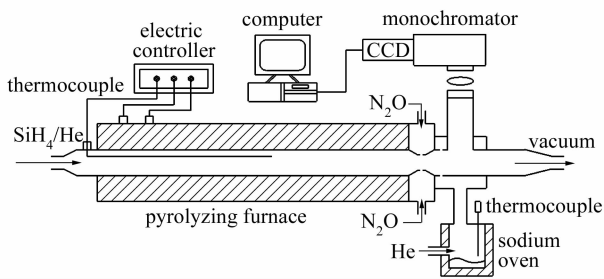 electric
controller
computer
monochromator
CCD
thermocouple
N₂O
SiH₄/He
vacuum
pyrolyzing furnace
N₂O
thermocouple
He
sodium
oven